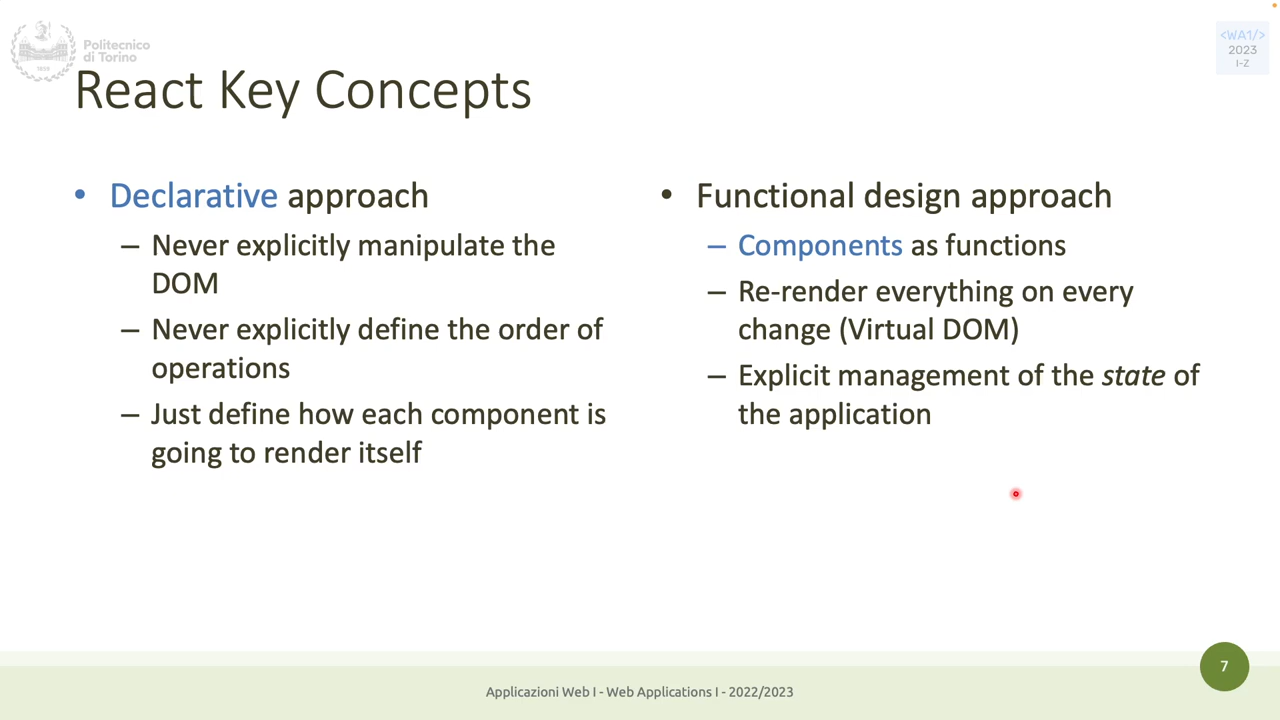 Politecnico
di Torino
1859
<WA1/>
2023
I-Z
React Key Concepts
• Declarative approach
– Never explicitly manipulate the
DOM
– Never explicitly define the order of
operations
– Just define how each component is
going to render itself
• Functional design approach
– Components as functions
– Re-render everything on every
change (Virtual DOM)
– Explicit management of the state of
the application
7
Applicazioni Web I - Web Applications I - 2022/2023